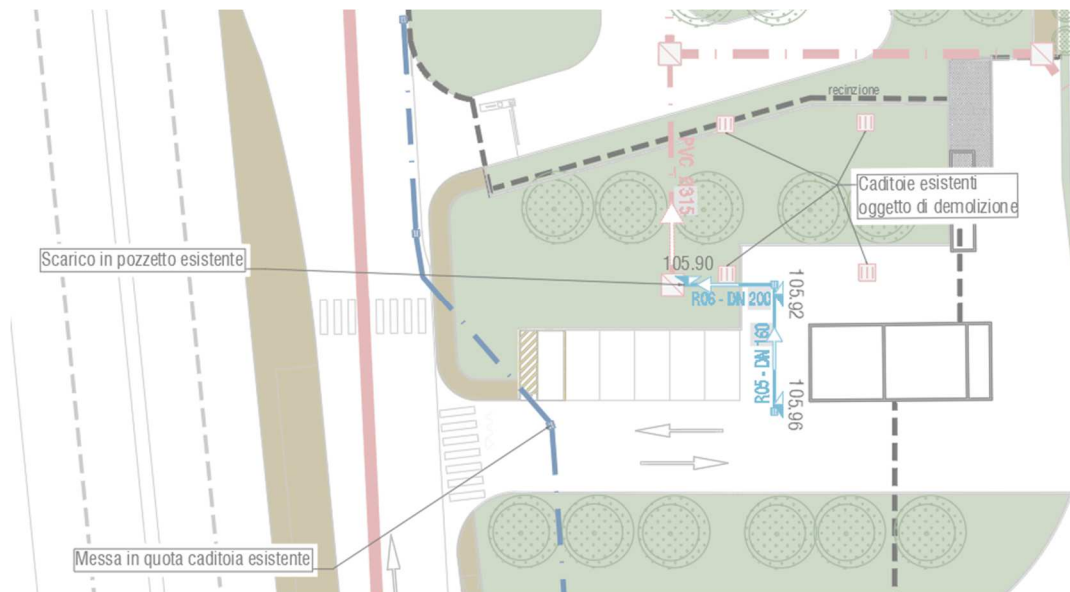 recinzione
PVC
Caditoie esistenti
oggetto di demolizione
Scarico in pozzetto esistente
105.90
R06 - DN 200
105.92
R05 - DN 160
105.96
Messa in quota caditoia esistente